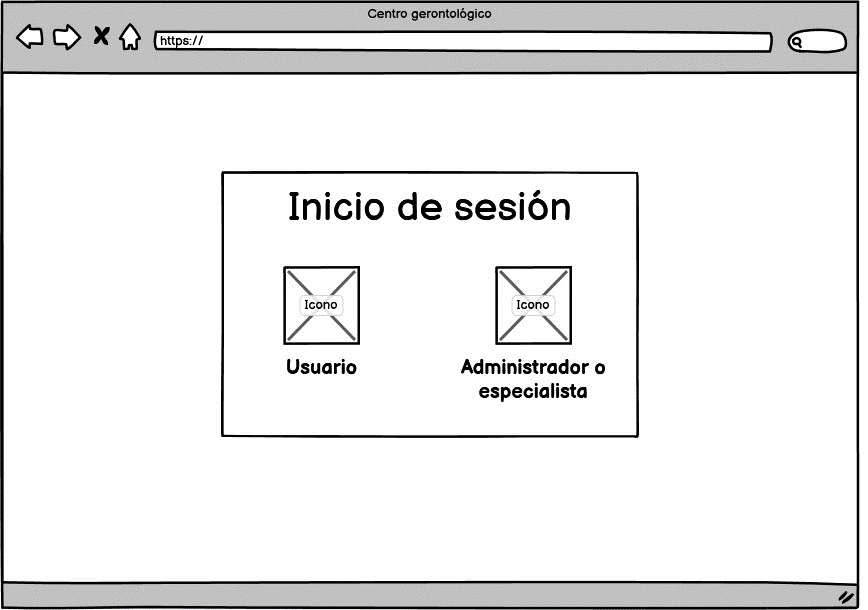 Centro gerontológico
https://
Inicio de sesión
Icono
Icono
Usuario
Administrador o
especialista